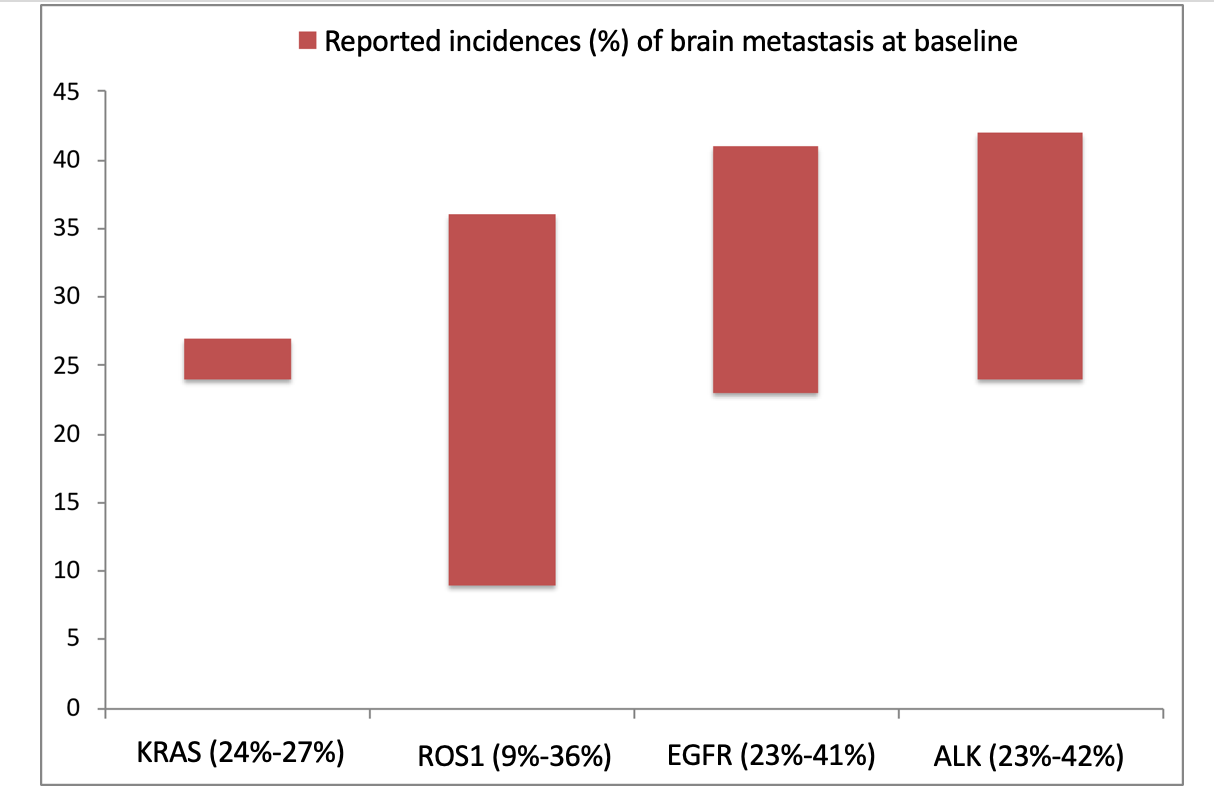 Reported incidences (%) of brain metastasis at baseline
45
40
35
30
25
20
15
10
5
0
KRAS (24%-27%)
ROS1 (9%-36%)
EGFR (23%-41%)
ALK (23%-42%)